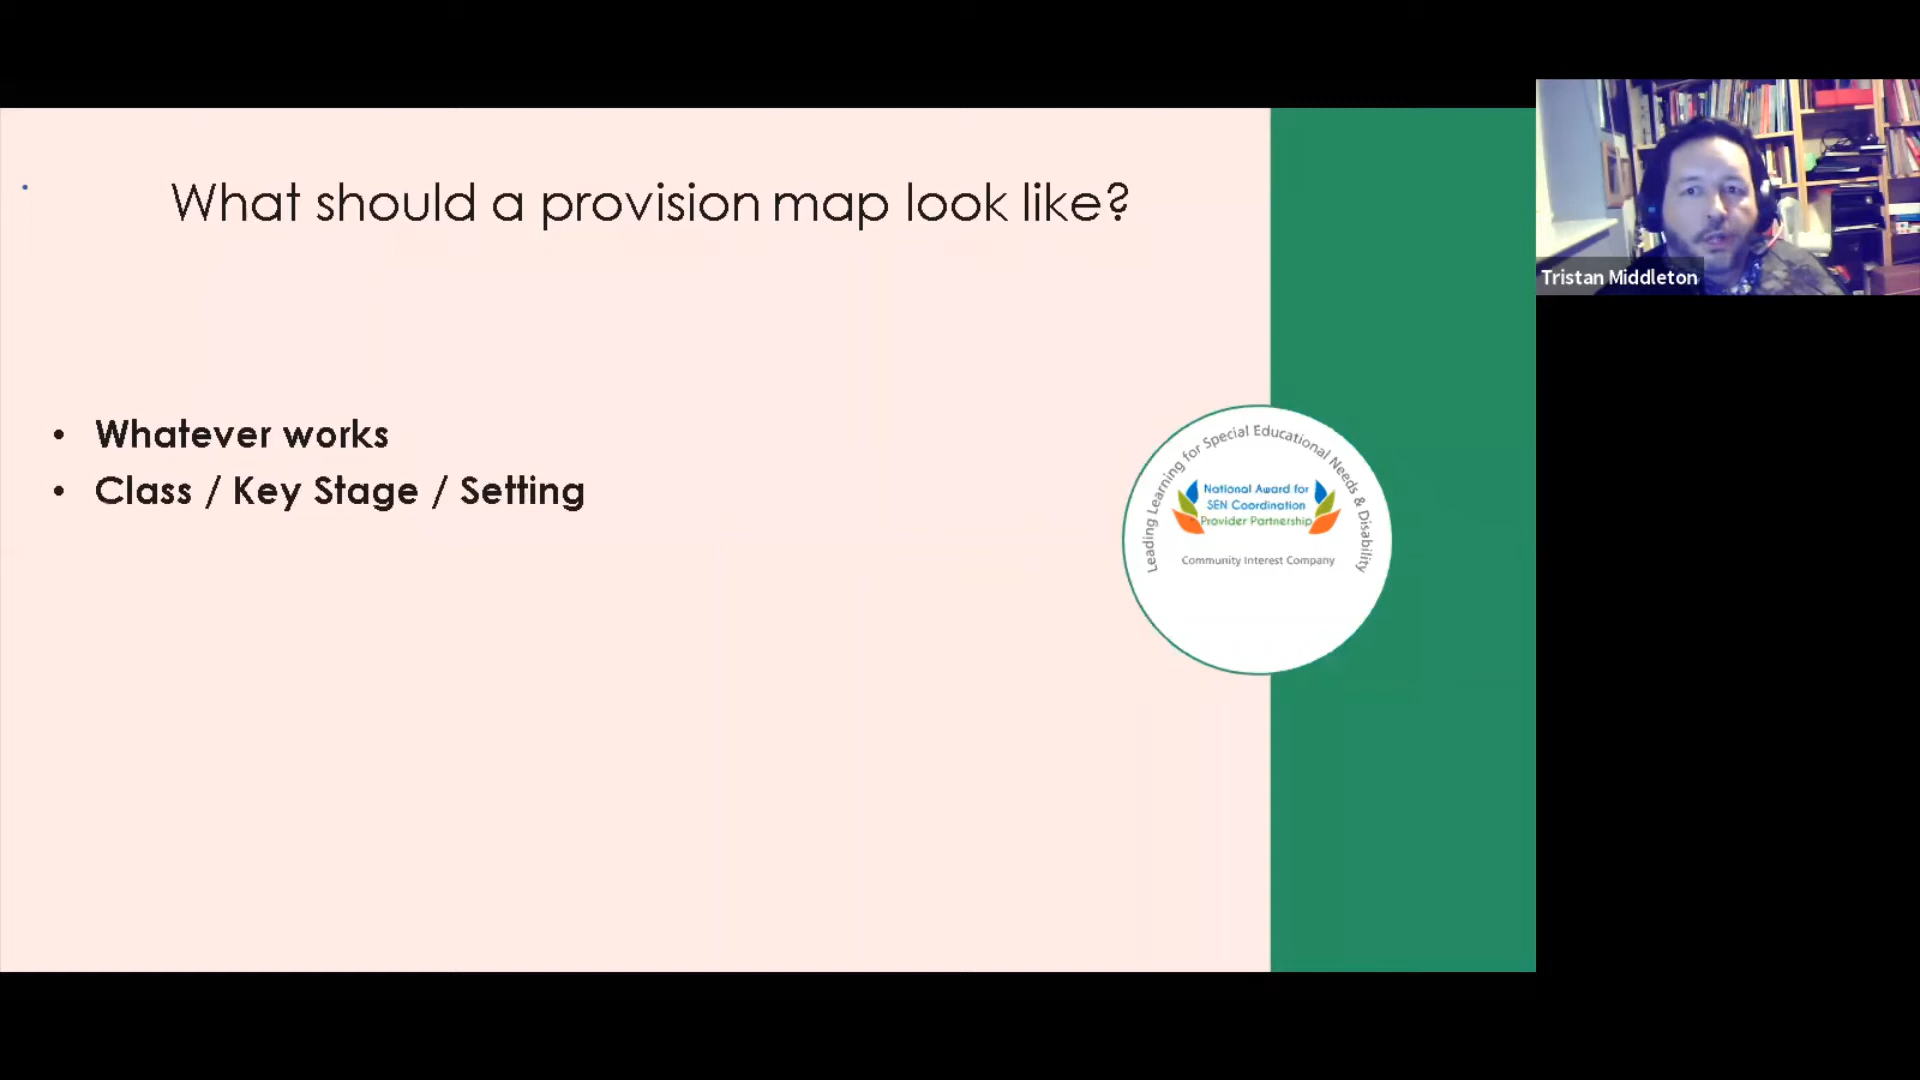 What should a provision map look like?
Tristan Middleton
• Whatever works
• Class / Key Stage / Setting
Leading Learning for Special Educational Needs & Disability
National Award for
SEN Coordination
Provider Partnership
Community Interest Company